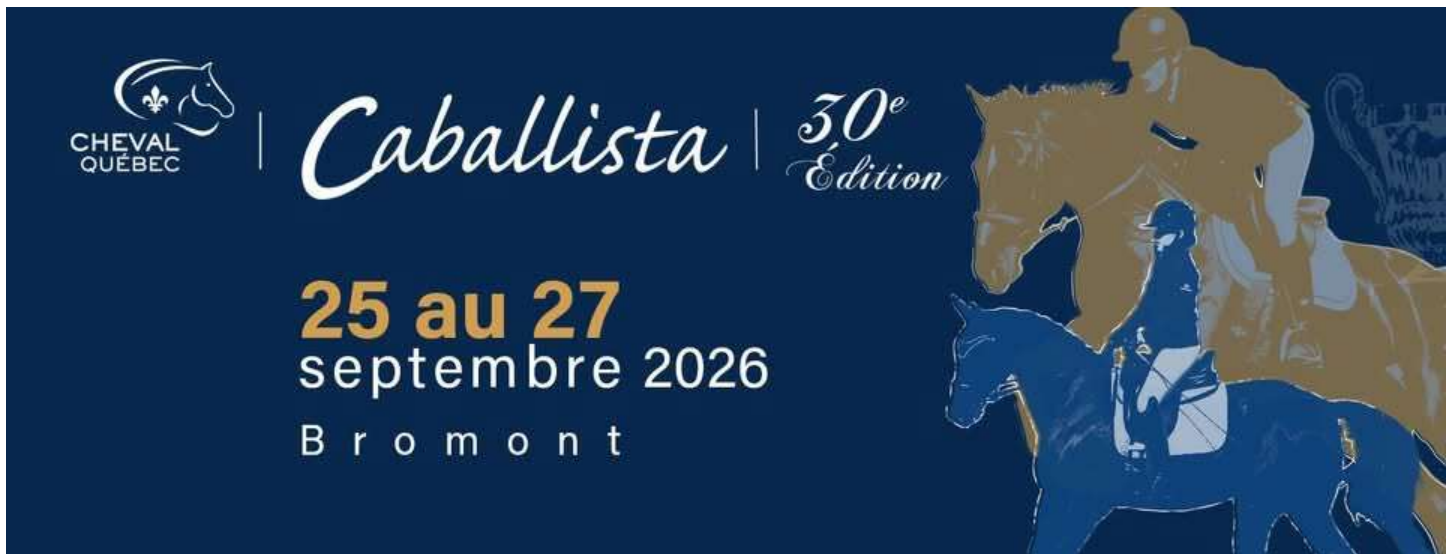 CHEVAL
QUÉBEC
Caballista
30e
Édition
25 au 27
septembre 2026
Bromont